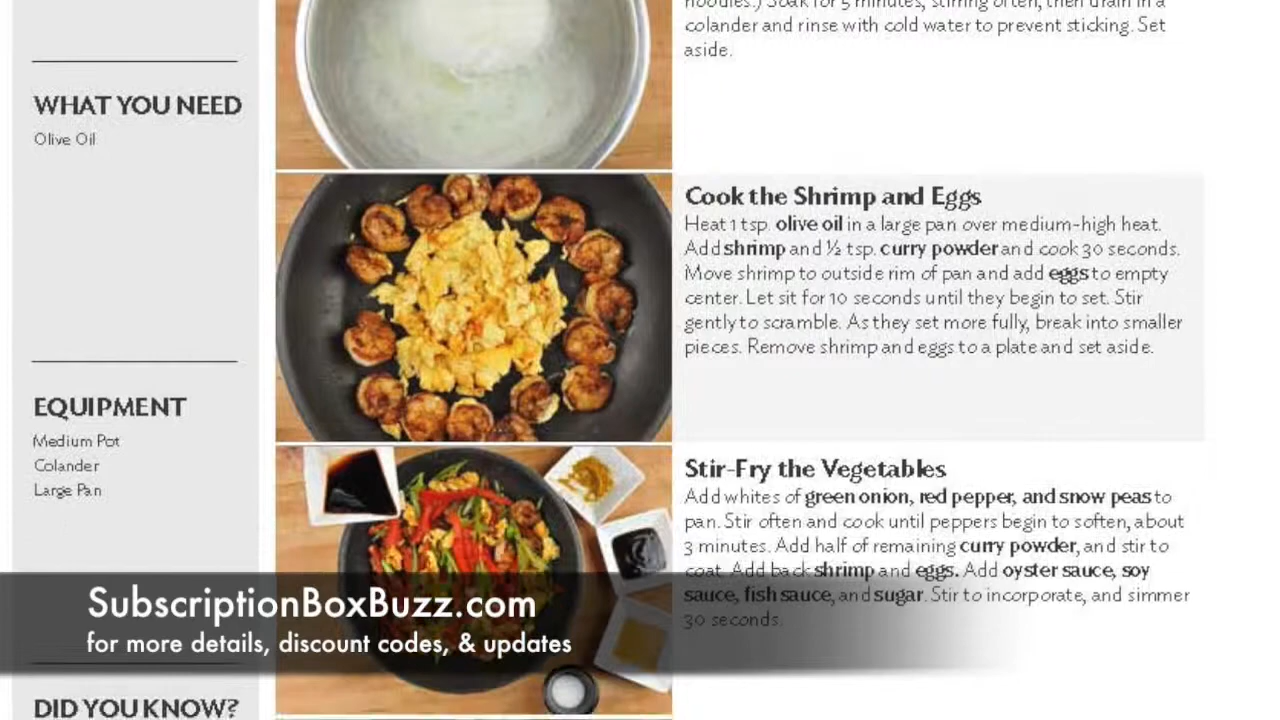 WHAT YOU NEED
Olive Oil
EQUIPMENT
Medium Pot
Colander
Large Pan
DID YOU KNOW?
noodles.) Soak for 5 minutes, stirring often, then drain in a
colander and rinse with cold water to prevent sticking. Set
aside.
Cook the Shrimp and Eggs
Heat 1 tsp. olive oil in a large pan over medium-high heat.
Add shrimp and ½ tsp. curry powder and cook 30 seconds.
Move shrimp to outside rim of pan and add eggs to empty
center. Let sit for 10 seconds until they begin to set. Stir
gently to scramble. As they set more fully, break into smaller
pieces. Remove shrimp and eggs to a plate and set aside.
Stir-Fry the Vegetables
Add whites of green onion, red pepper, and snow peas to
pan. Stir often and cook until peppers begin to soften, about
3 minutes. Add half of remaining curry powder, and stir to
coat. Add back shrimp and eggs. Add oyster sauce, soy
sauce, fish sauce, and sugar. Stir to incorporate, and simmer
30 seconds.
SubscriptionBoxBuzz.com
for more details, discount codes, & updates